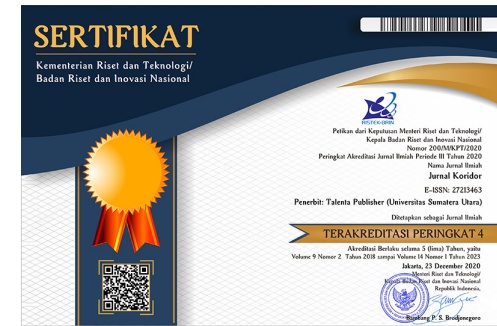 SERTIFIKAT
Kementerian Riset dan Teknologi/
Badan Riset dan Inovasi Nasional
RISTEK-BRIN
Petikan dari Keputusan Menteri Riset dan Teknologi/
Kepala Badan Riset dan Inovasi Nasional
Nomor 200/M/KPT/2020
Peringkat Akreditasi Jurnal Ilmiah Periode III Tahun 2020
Nama Jurnal Ilmiah
Jurnal Koridor
E-ISSN: 27213463
Penerbit: Talenta Publisher (Universitas Sumatera Utara)
Ditetapkan sebagai Jurnal Ilmiah
TERAKREDITASI PERINGKAT 4
Akreditasi Berlaku selama 5 (lima) Tahun, yaitu
Volume 9 Nomor 2 Tahun 2018 sampai Volume 14 Nomor 1 Tahun 2023
Jakarta, 23 December 2020
Menteri Riset dan Teknologi/
Kepala Badan Riset dan Inovasi Nasional
Republik Indonesia,
Bambang P. S. Brodjonegoro